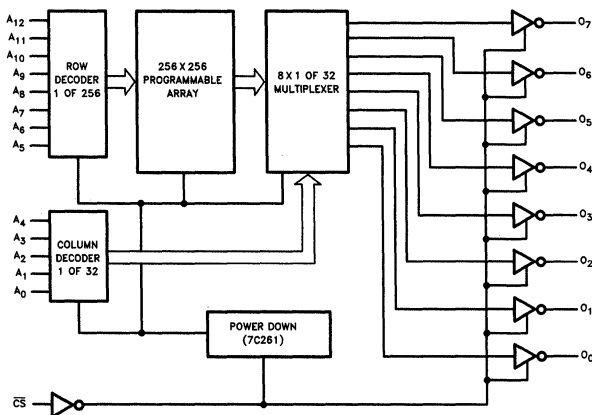 A12
A11
A10
A9
A8
A7
A6
A5
ROW
DECODER
1 OF 256
256 X 256
PROGRAMMABLE
ARRAY
8 X 1 OF 32
MULTIPLEXER
O7
O6
O5
O4
O3
O2
O1
O0
A4
A3
A2
A1
A0
COLUMN
DECODER
1 OF 32
POWER DOWN
(7C261)
C̅S̅